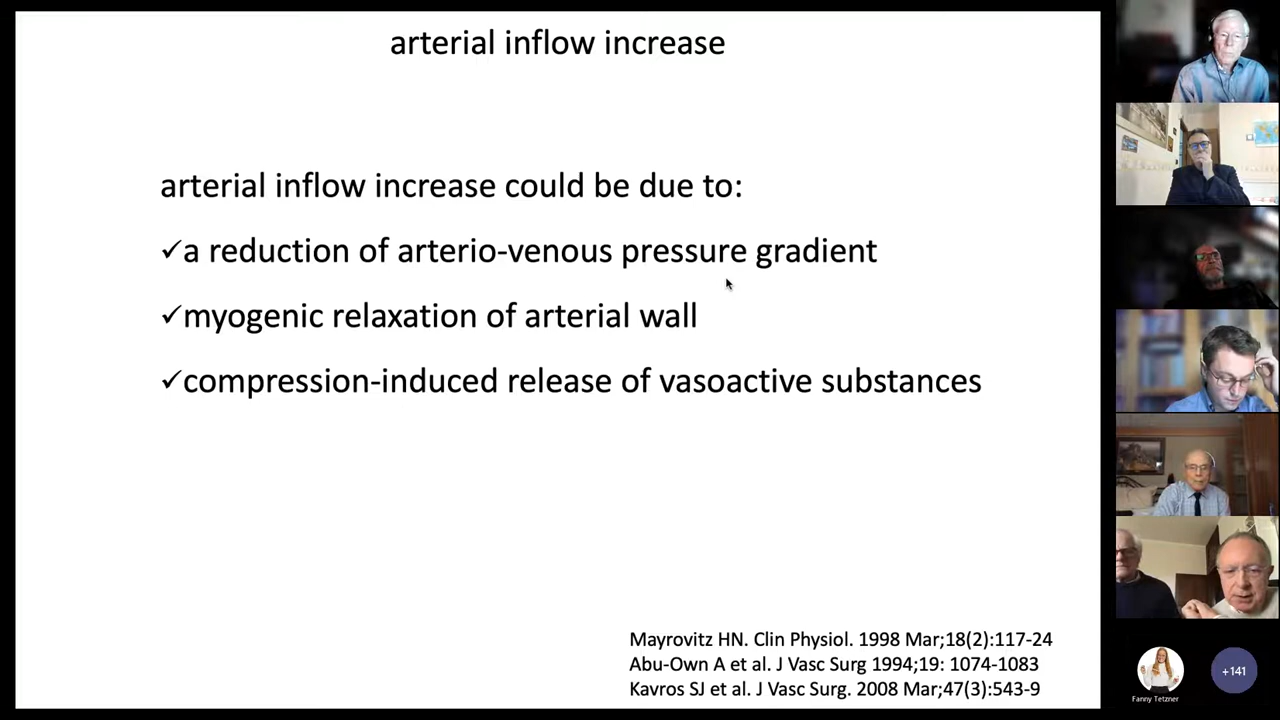 arterial inflow increase
arterial inflow increase could be due to:
✓a reduction of arterio-venous pressure gradient
✓myogenic relaxation of arterial wall
✓compression-induced release of vasoactive substances
Mayrovitz HN. Clin Physiol. 1998 Mar;18(2):117-24
Abu-Own A et al. J Vasc Surg 1994;19: 1074-1083
Kavros SJ et al. J Vasc Surg. 2008 Mar;47(3):543-9
+141
Fanny Tetzner